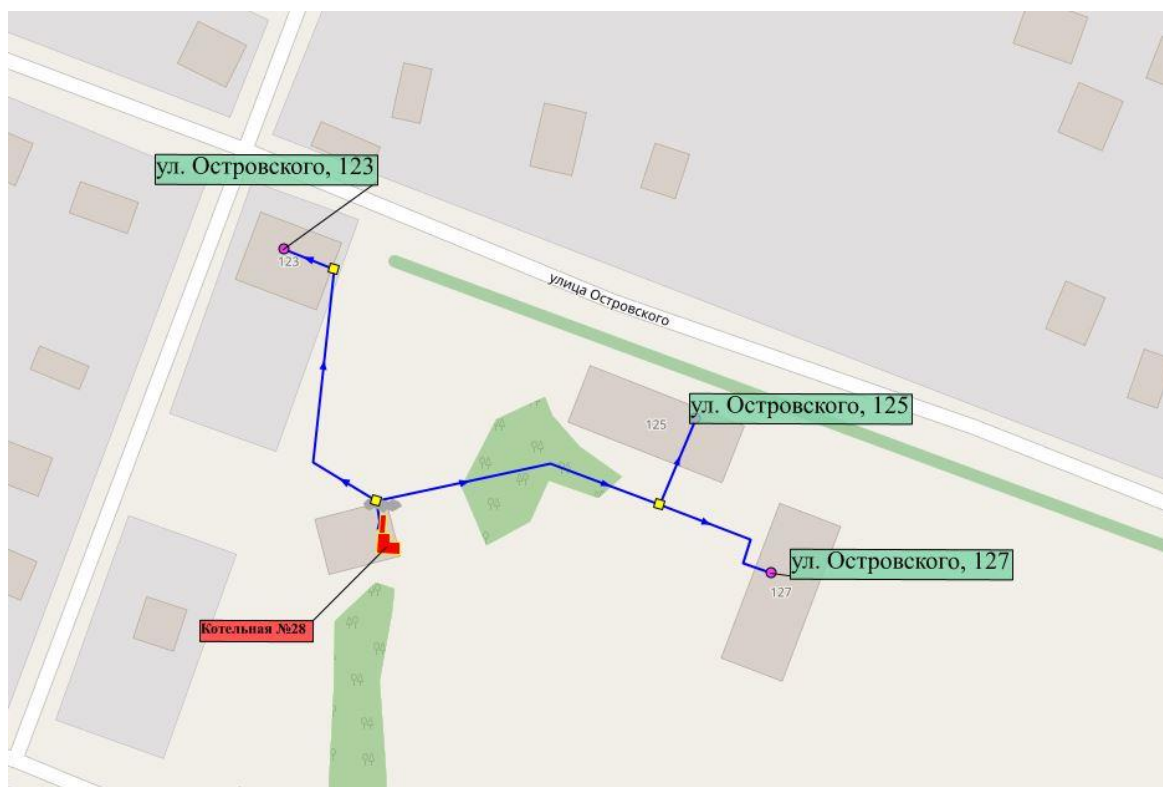 ул. Островского, 123
123
улица Островского
ул. Островского, 125
125
ул. Островского, 127
127
Котельная №28